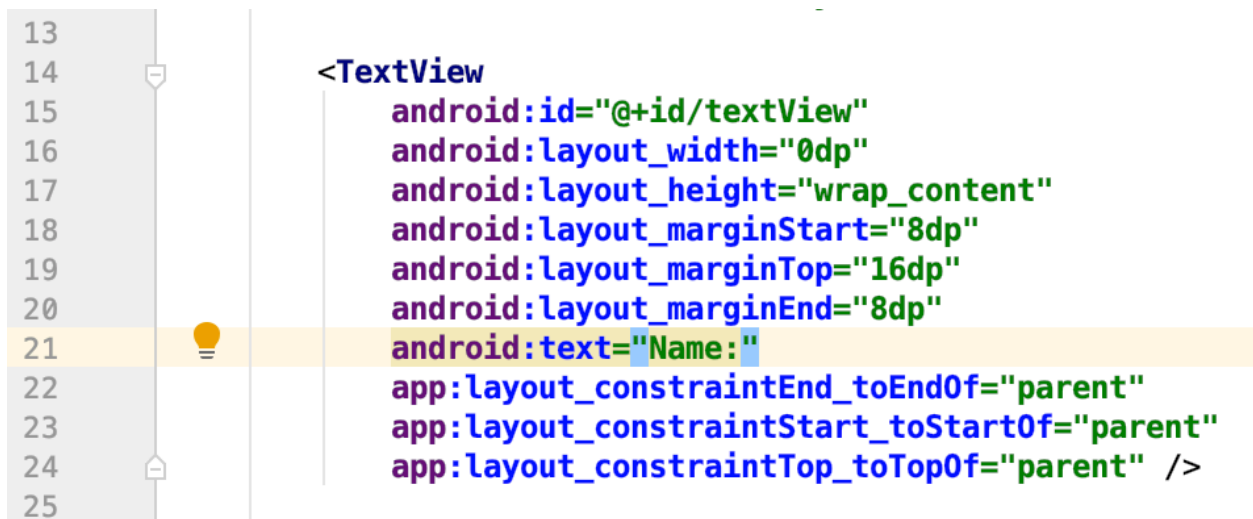 13
14 <TextView
15 android:id="@+id/textView"
16 android:layout_width="0dp"
17 android:layout_height="wrap_content"
18 android:layout_marginStart="8dp"
19 android:layout_marginTop="16dp"
20 android:layout_marginEnd="8dp"
21 android:text="Name:"
22 app:layout_constraintEnd_toEndOf="parent"
23 app:layout_constraintStart_toStartOf="parent"
24 app:layout_constraintTop_toTopOf="parent" />
25